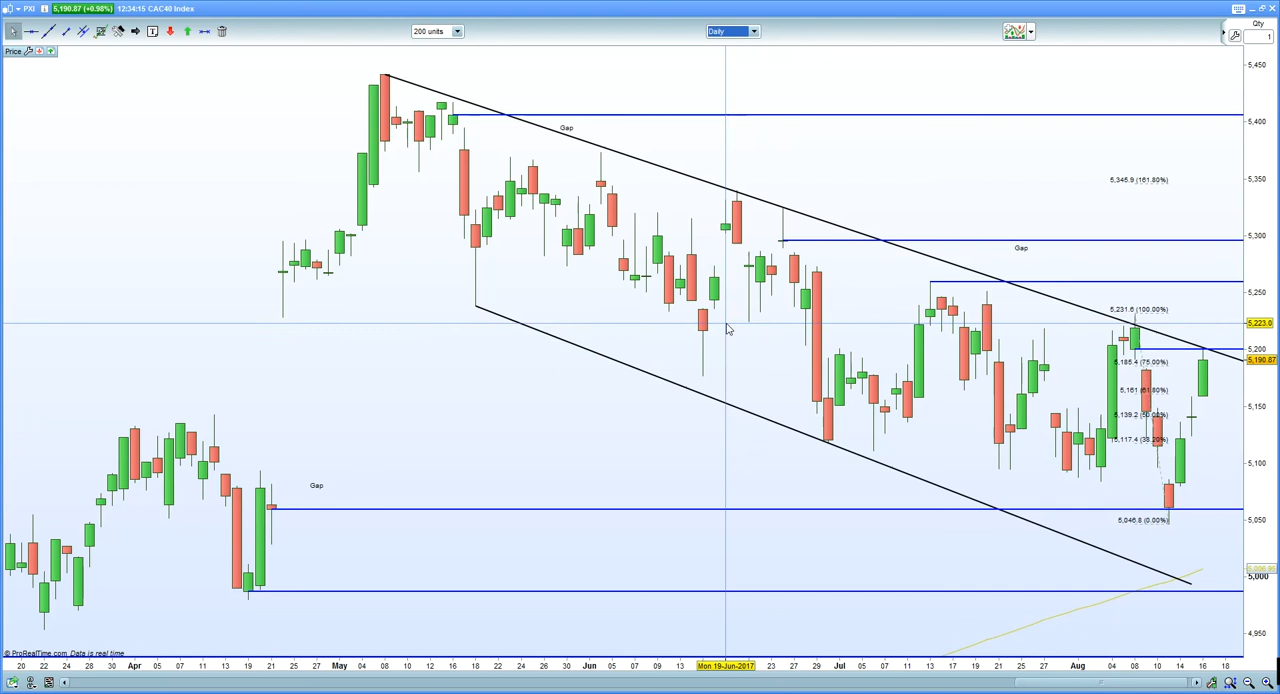 PXI 5,190.87 (+0.98%) 12:34:15 CAC40 Index
200 units
Daily
Qty
1
Price
5,450
5,400
5,350
5,300
5,250
5,223.0
5,200
5,190.87
5,150
5,100
5,050
5,000
4,950
Gap
5,345.9 (161.80%)
Gap
5,231.6 (100.00%)
5,185.4 (75.00%)
5,161 (61.80%)
5,139.2 (50.00%)
5,117.4 (38.20%)
Gap
5,046.8 (0.00%)
© ProRealTime.com Data is real time
20 22 24 28 30 Apr 05 07 11 13 19 21 25 27 May 04 08 10 12 16 18 22 24 26 30 Jun 05 07 09 13 Mon 19-Jun-2017 23 27 29 Jul 05 07 11 13 17 19 21 25 27 Aug 04 08 10 14 16 18